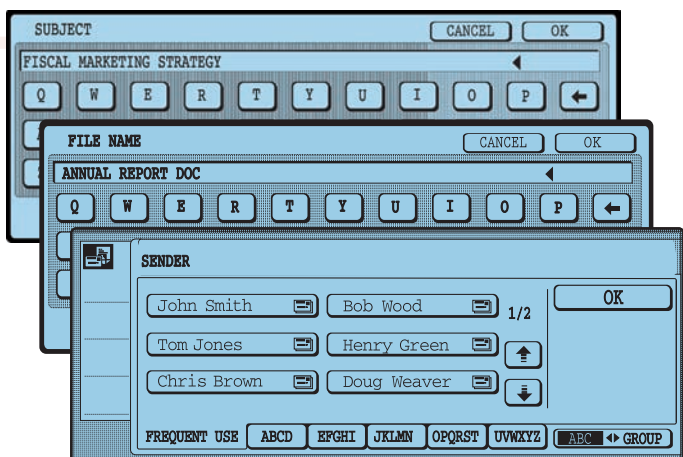 SUBJECT CANCEL OK
FISCAL MARKETING STRATEGY
Q W E R T Y U I O P
FILE NAME CANCEL OK
ANNUAL REPORT DOC
Q W E R T Y U I O P
SENDER
John Smith Bob Wood 1/2 OK
Tom Jones Henry Green
Chris Brown Doug Weaver
FREQUENT USE ABCD EFGHI JKLMN OPQRST UVWXYZ ABC GROUP